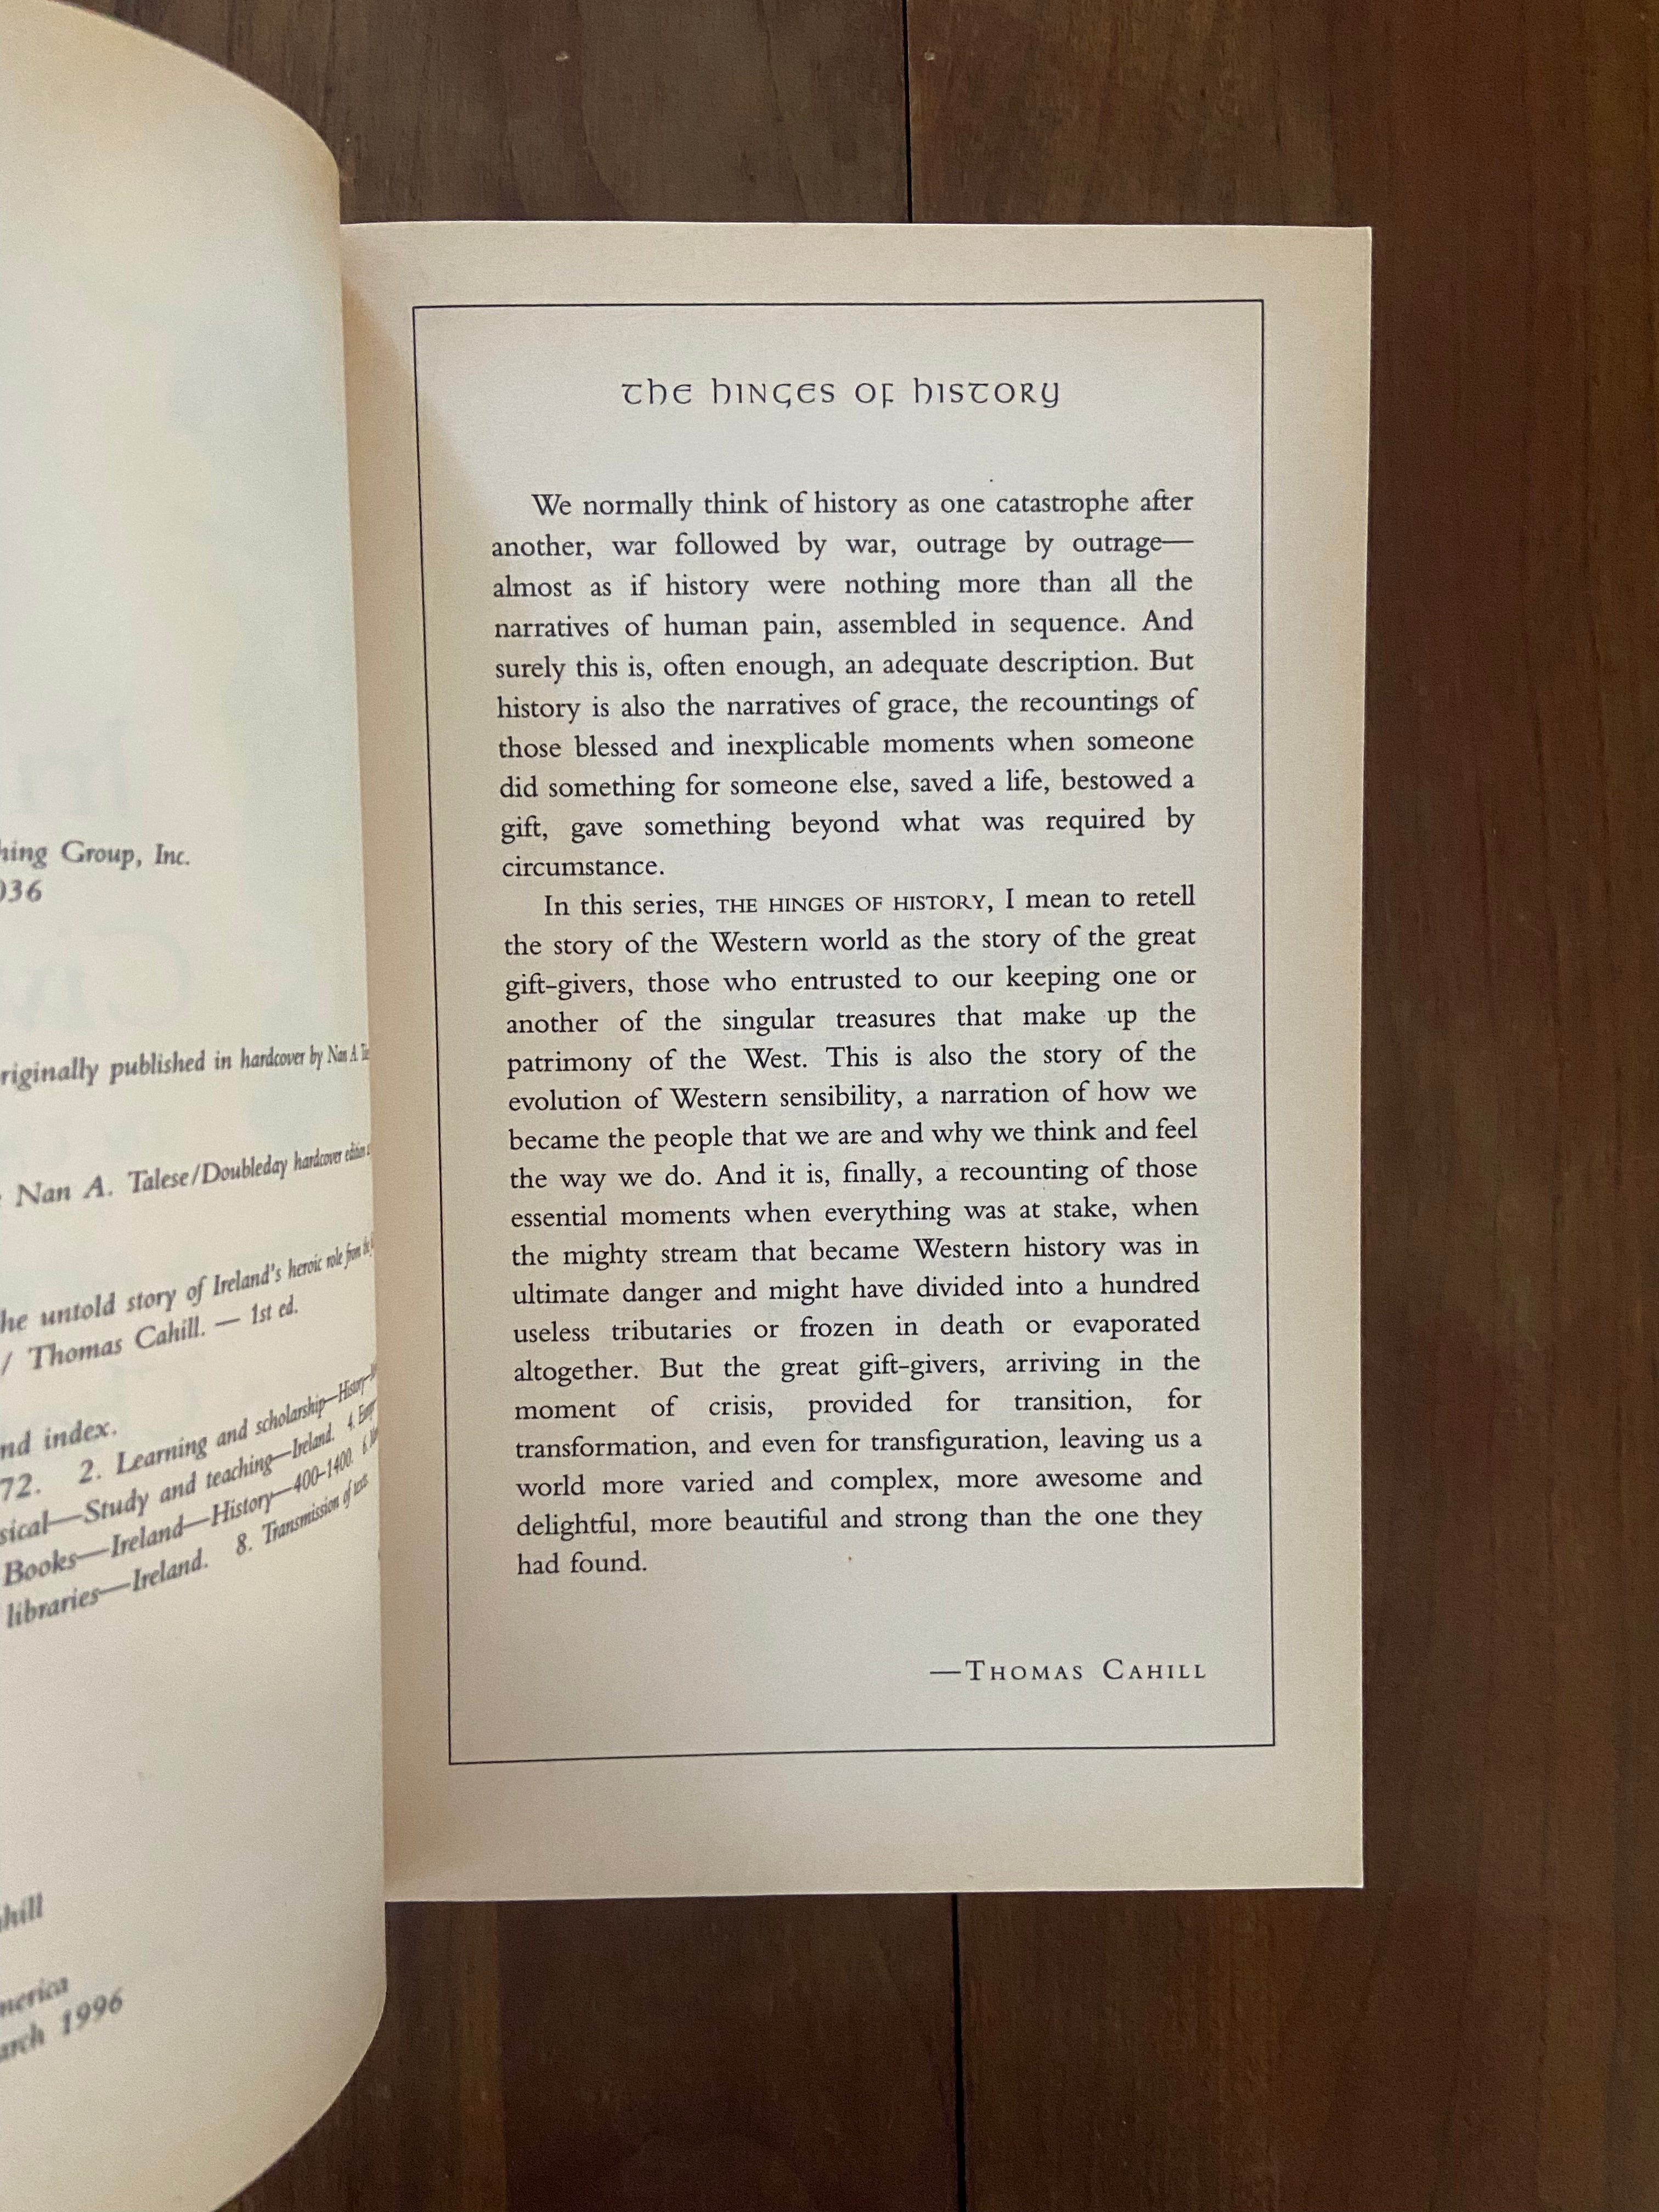 hing Group, Inc.
036
riginally published in hardcover by Nan A.
Nan A. Talese/Doubleday hardcover edition
he untold story of Ireland's heroic role from the
/ Thomas Cahill. — 1st ed.
nd index.
72. 2. Learning and scholarship—History—
sical—Study and teaching—Ireland. 4.
Books—Ireland—History—400–1400. 6.
libraries—Ireland. 8. Transmission of texts
hill
merica
arch 1996
The Hinges of History
We normally think of history as one catastrophe after
another, war followed by war, outrage by outrage—
almost as if history were nothing more than all the
narratives of human pain, assembled in sequence. And
surely this is, often enough, an adequate description. But
history is also the narratives of grace, the recountings of
those blessed and inexplicable moments when someone
did something for someone else, saved a life, bestowed a
gift, gave something beyond what was required by
circumstance.
In this series, THE HINGES OF HISTORY, I mean to retell
the story of the Western world as the story of the great
gift-givers, those who entrusted to our keeping one or
another of the singular treasures that make up the
patrimony of the West. This is also the story of the
evolution of Western sensibility, a narration of how we
became the people that we are and why we think and feel
the way we do. And it is, finally, a recounting of those
essential moments when everything was at stake, when
the mighty stream that became Western history was in
ultimate danger and might have divided into a hundred
useless tributaries or frozen in death or evaporated
altogether. But the great gift-givers, arriving in the
moment of crisis, provided for transition, for
transformation, and even for transfiguration, leaving us a
world more varied and complex, more awesome and
delightful, more beautiful and strong than the one they
had found.
—Thomas Cahill